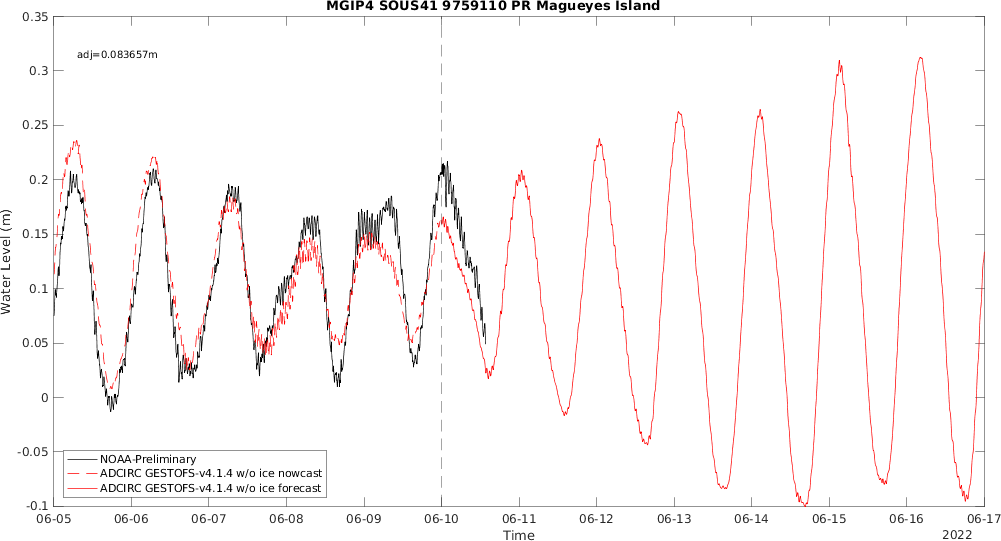 MGIP4 SOUS41 9759110 PR Magueyes Island
adj=0.083657m
Water Level (m)
0.35
0.3
0.25
0.2
0.15
0.1
0.05
0
-0.05
-0.1
NOAA-Preliminary
ADCIRC GESTOFS-v4.1.4 w/o ice nowcast
ADCIRC GESTOFS-v4.1.4 w/o ice forecast
06-05 06-06 06-07 06-08 06-09 06-10 06-11 06-12 06-13 06-14 06-15 06-16 06-17
Time
2022